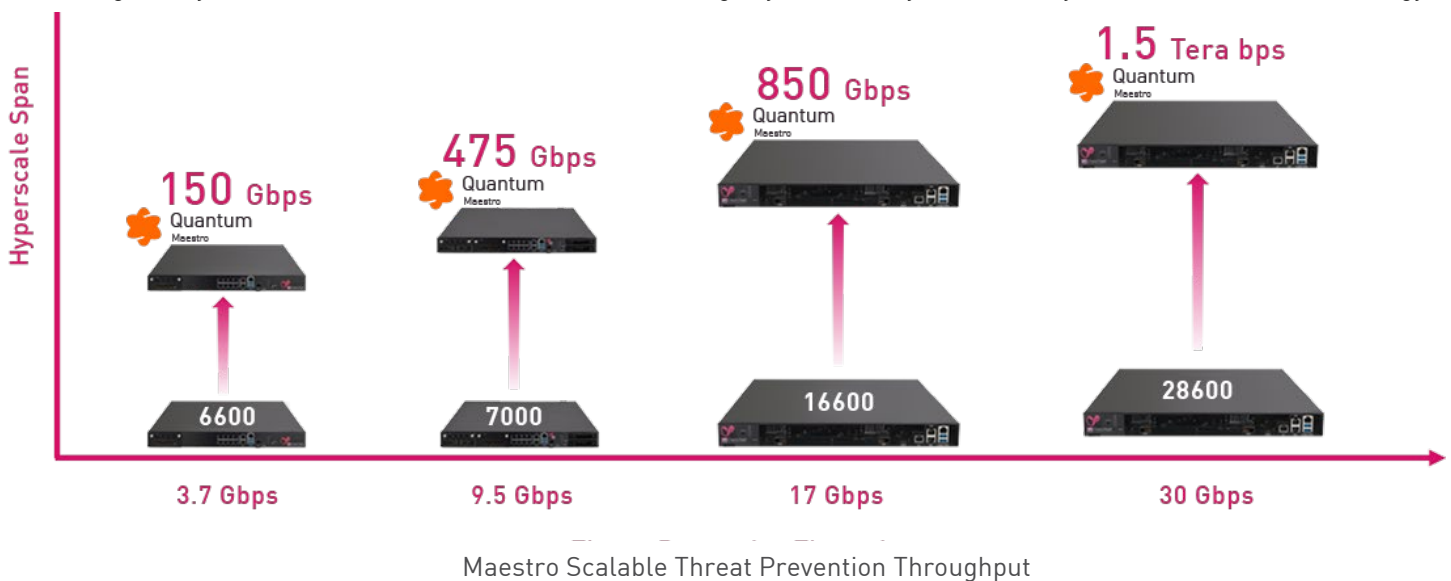 Hyperscale Span
150 Gbps
Quantum
Maestro
475 Gbps
Quantum
Maestro
850 Gbps
Quantum
Maestro
1.5 Tera bps
Quantum
Maestro
6600
7000
16600
28600
3.7 Gbps
9.5 Gbps
17 Gbps
30 Gbps
Maestro Scalable Threat Prevention Throughput